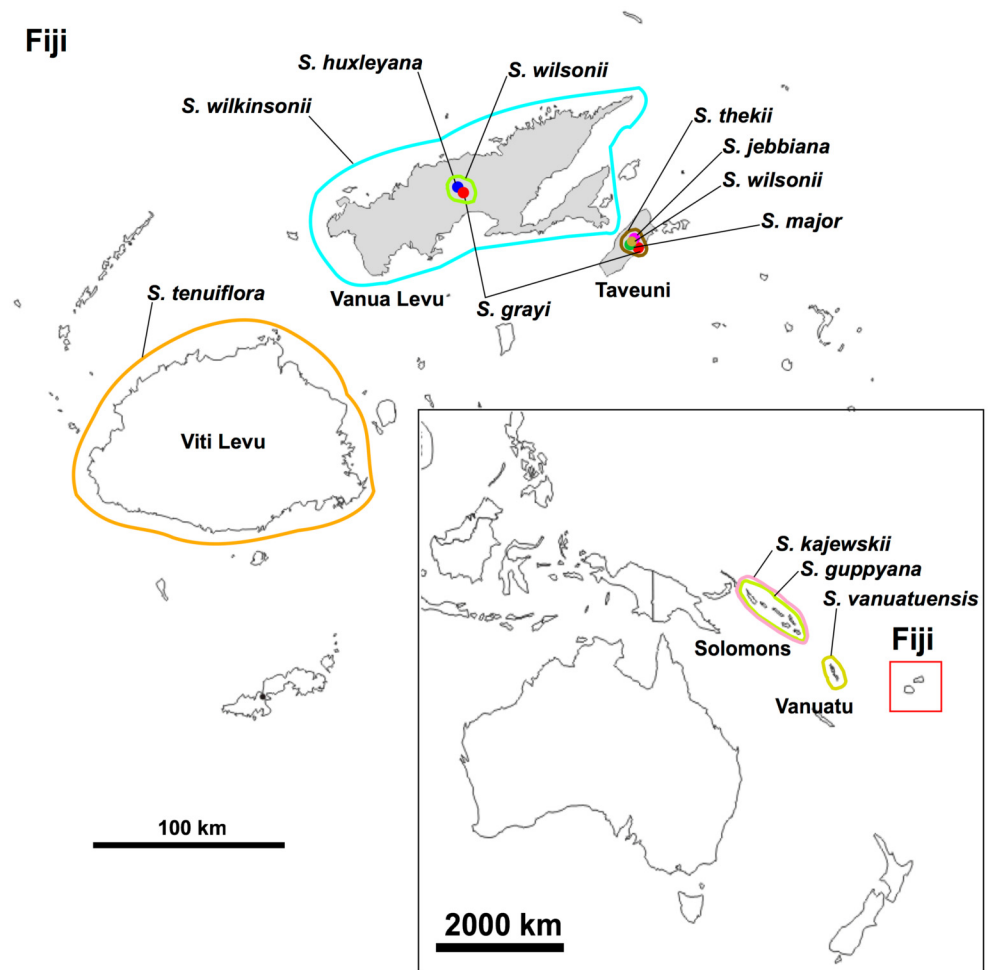 Fiji
S. huxleyana
S. wilsonii
S. wilkinsonii
S. thekii
S. jebbiana
S. wilsonii
S. major
Vanua Levu
S. grayi
Taveuni
S. tenuiflora
Viti Levu
S. kajewskii
S. guppyana
S. vanuatuensis
Solomons
Fiji
Vanuatu
100 km
2000 km